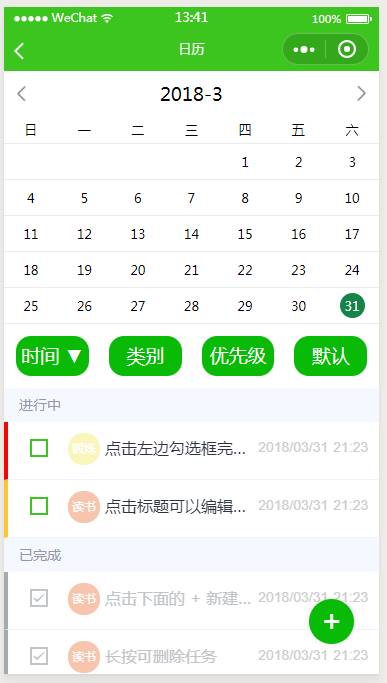 WeChat 13:41 100%
日历
2018-3
日 一 二 三 四 五 六
1 2 3
4 5 6 7 8 9 10
11 12 13 14 15 16 17
18 19 20 21 22 23 24
25 26 27 28 29 30 31
时间 ▼ 类别 优先级 默认
进行中
锻炼 点击左边勾选框完... 2018/03/31 21:23
读书 点击标题可以编辑... 2018/03/31 21:23
已完成
读书 点击下面的 + 新建... 2018/03/31 21:23
+
读书 长按可删除任务 2018/03/31 21:23